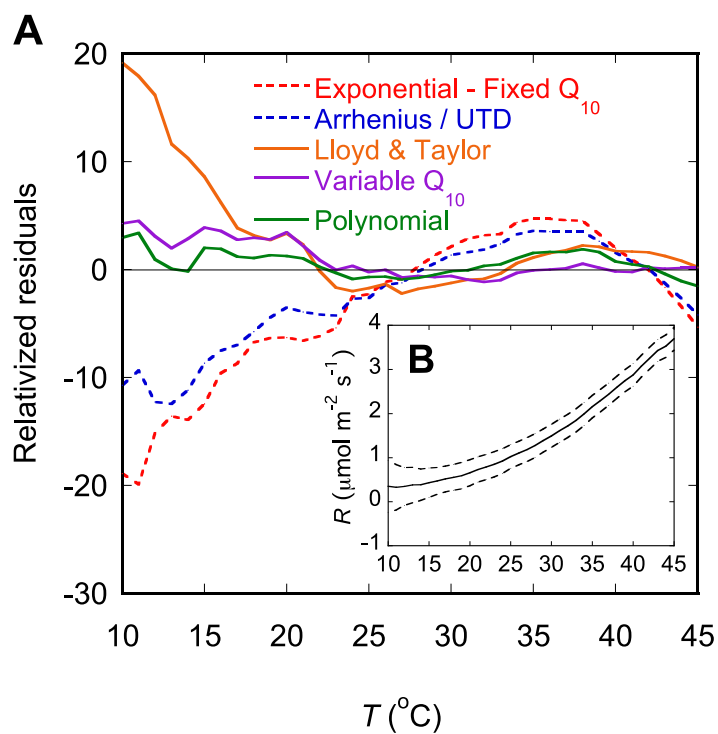 A
20
10
0
-10
-20
-30
Relativized residuals
Exponential - Fixed Q10
Arrhenius / UTD
Lloyd & Taylor
Variable Q10
Polynomial
B
4
3
2
1
0
-1
R (μmol m⁻² s⁻¹)
10 15 20 25 30 35 40 45
10 15 20 25 30 35 40 45
T (°C)